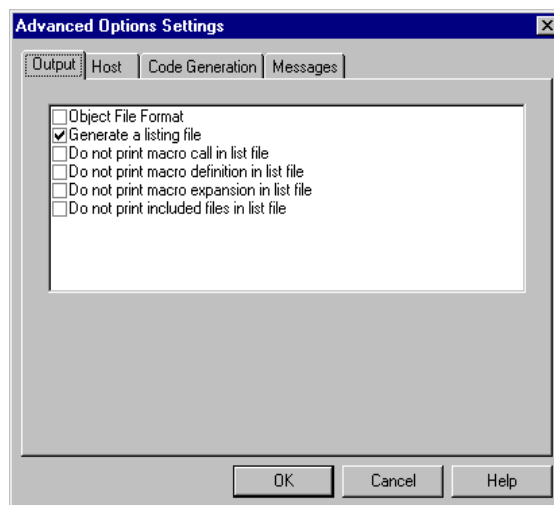 Advanced Options Settings
Output Host Code Generation Messages
Object File Format
Generate a listing file
Do not print macro call in list file
Do not print macro definition in list file
Do not print macro expansion in list file
Do not print included files in list file
OK Cancel Help